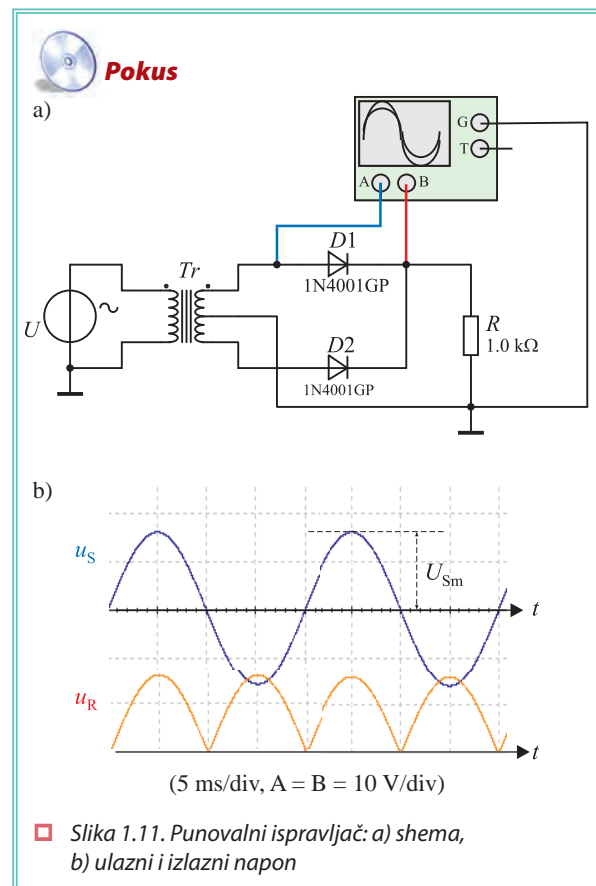 Pokus
a)
G
T
A
B
D1
1N4001GP
Tr
U
R
1.0 kΩ
D2
1N4001GP
b)
uS
USm
t
uR
t
(5 ms/div, A = B = 10 V/div)
Slika 1.11. Punovalni ispravljač: a) shema,
b) ulazni i izlazni napon